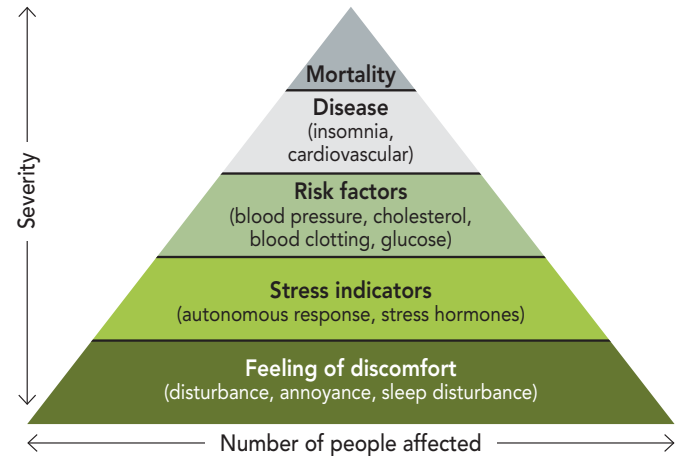 Mortality
Disease
(insomnia,
cardiovascular)
Risk factors
(blood pressure, cholesterol,
blood clotting, glucose)
Stress indicators
(autonomous response, stress hormones)
Feeling of discomfort
(disturbance, annoyance, sleep disturbance)
Severity
Number of people affected